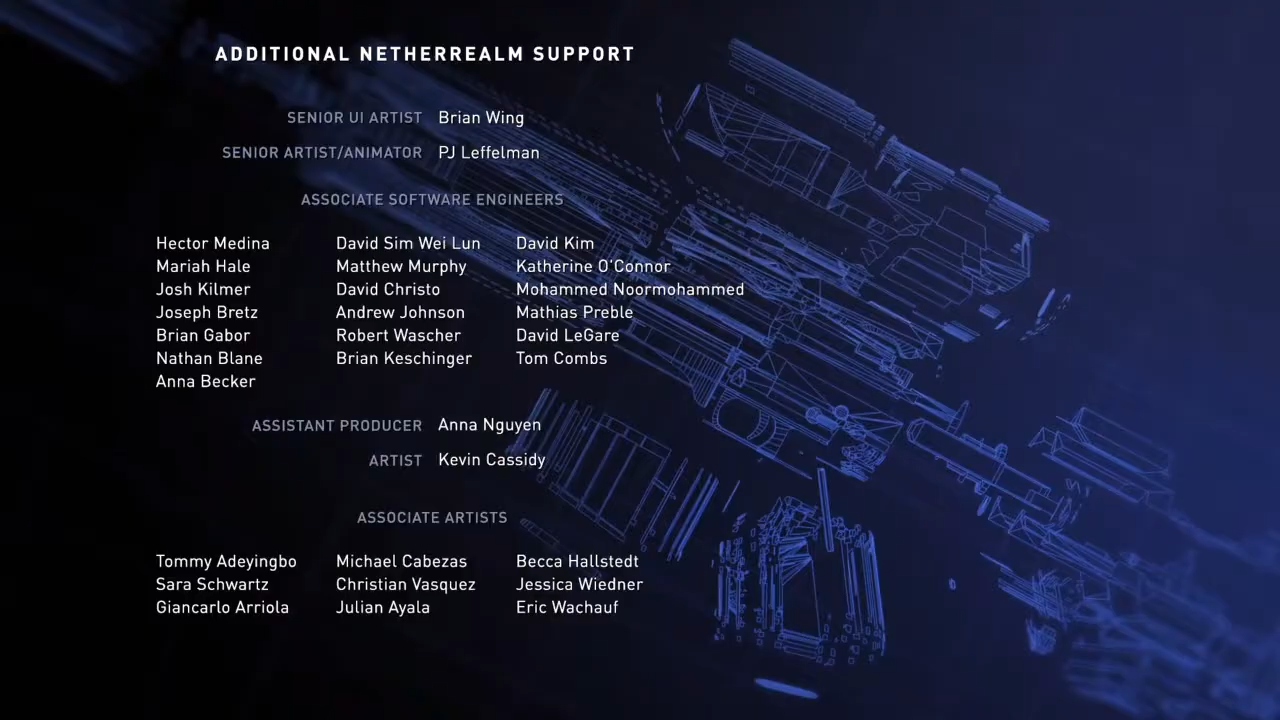 ADDITIONAL NETHERREALM SUPPORT
SENIOR UI ARTIST Brian Wing
SENIOR ARTIST/ANIMATOR PJ Leffelman
ASSOCIATE SOFTWARE ENGINEERS
Hector Medina David Sim Wei Lun David Kim
Mariah Hale Matthew Murphy Katherine O'Connor
Josh Kilmer David Christo Mohammed Noormohammed
Joseph Bretz Andrew Johnson Mathias Preble
Brian Gabor Robert Wascher David LeGare
Nathan Blane Brian Keschinger Tom Combs
Anna Becker
ASSISTANT PRODUCER Anna Nguyen
ARTIST Kevin Cassidy
ASSOCIATE ARTISTS
Tommy Adeyingbo Michael Cabezas Becca Hallstedt
Sara Schwartz Christian Vasquez Jessica Wiedner
Giancarlo Arriola Julian Ayala Eric Wachauf